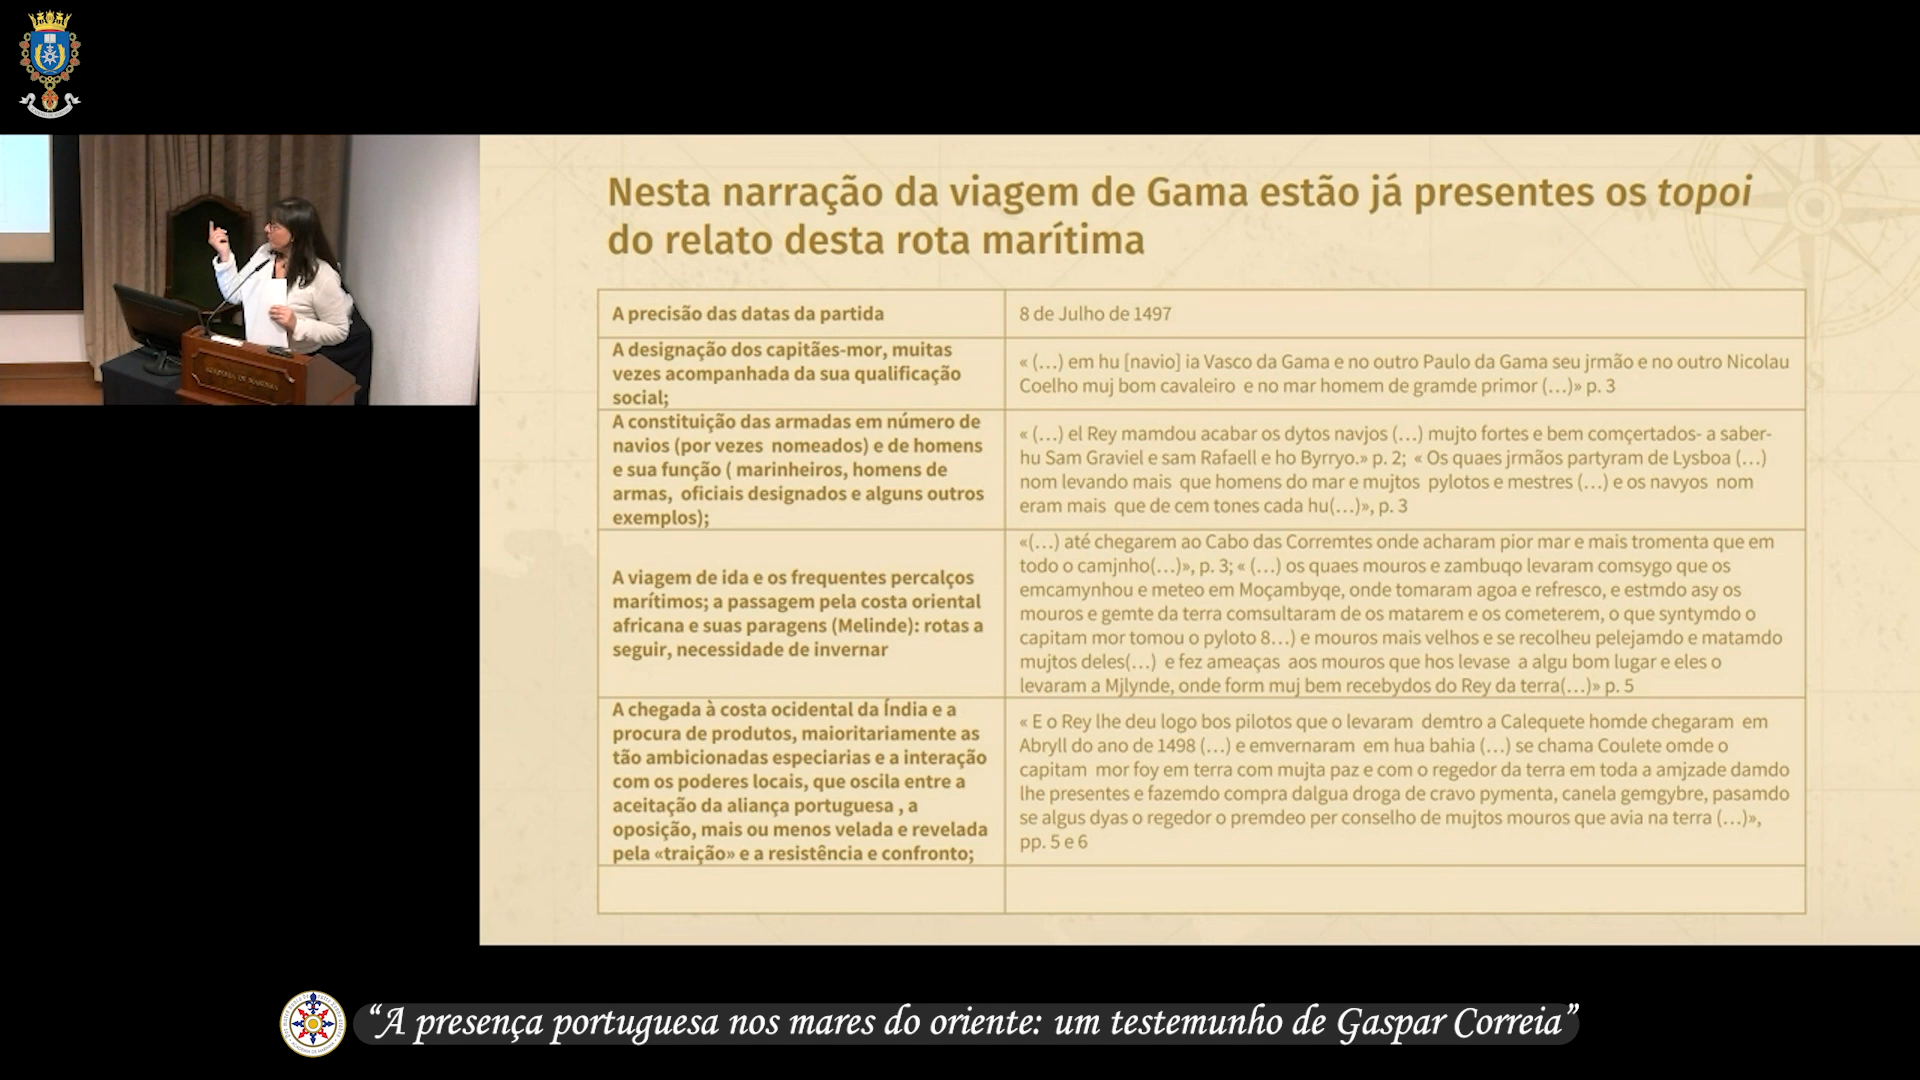 Nesta narração da viagem de Gama estão já presentes os topoi
do relato desta rota marítima
A precisão das datas da partida
8 de Julho de 1497
A designação dos capitães-mor, muitas
vezes acompanhada da sua qualificação
social;
« (…) em hu [navio] ia Vasco da Gama e no outro Paulo da Gama seu jrmão e no outro Nicolau
Coelho muj bom cavaleiro e no mar homem de gramde primor (…)» p. 3
A constituição das armadas em número de
navios (por vezes nomeados) e de homens
e sua função ( marinheiros, homens de
armas, oficiais designados e alguns outros
exemplos);
« (…) el Rey mamdou acabar os dytos navjos (…) mujto fortes e bem comçertados- a saber-
hu Sam Graviel e sam Rafaell e ho Byrryo.» p. 2; « Os quaes jrmãos partyram de Lysboa (…)
nom levando mais que homens do mar e mujtos pylotos e mestres (…) e os navyos nom
eram mais que de cem tones cada hu(…)», p. 3
A viagem de ida e os frequentes percalços
marítimos; a passagem pela costa oriental
africana e suas paragens (Melinde): rotas a
seguir, necessidade de invernar
«(…) até chegarem ao Cabo das Corremtes onde acharam pior mar e mais tromenta que em
todo o camjnho(…)», p. 3; « (…) os quaes mouros e zambuqo levaram comsygo que os
emcamynhou e meteo em Moçambyqe, onde tomaram agoa e refresco, e estmdo asy os
mouros e gemte da terra comsultaram de os matarem e os cometerem, o que syntymdo o
capitam mor tomou o pyloto 8…) e mouros mais velhos e se recolheu pelejamdo e matamdo
mujtos deles(…) e fez ameaças aos mouros que hos levase a algu bom lugar e eles o
levaram a Mjlynde, onde form muj bem recebydos do Rey da terra(…)» p. 5
A chegada à costa ocidental da Índia e a
procura de produtos, maioritariamente as
tão ambicionadas especiarias e a interação
com os poderes locais, que oscila entre a
aceitação da aliança portuguesa , a
oposição, mais ou menos velada e revelada
pela «traição» e a resistência e confronto;
« E o Rey lhe deu logo bos pilotos que o levaram demtro a Calequete homde chegaram em
Abryll do ano de 1498 (…) e emvernaram em hua bahia (…) se chama Coulete omde o
capitam mor foy em terra com mujta paz e com o regedor da terra em toda a amjzade damdo
lhe presentes e fazemdo compra dalgua droga de cravo pymenta, canela gemgybre, pasamdo
se algus dyas o regedor o premdeo per conselho de mujtos mouros que avia na terra (…)»,
pp. 5 e 6
ACADEMIA DE MARINHA
“A presença portuguesa nos mares do oriente: um testemunho de Gaspar Correia”